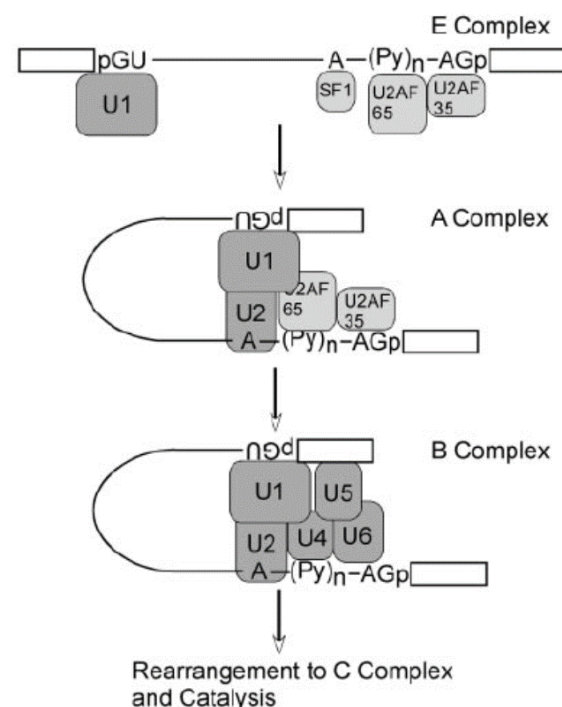 E Complex
pGU A (Py)n AGp
U1 SF1 U2AF 65 U2AF 35
pGU
A Complex
U1
U2AF 65 U2AF 35
U2
A (Py)n AGp
pGU
B Complex
U1 U5
U2 U4 U6
A (Py)n AGp
Rearrangement to C Complex
and Catalysis